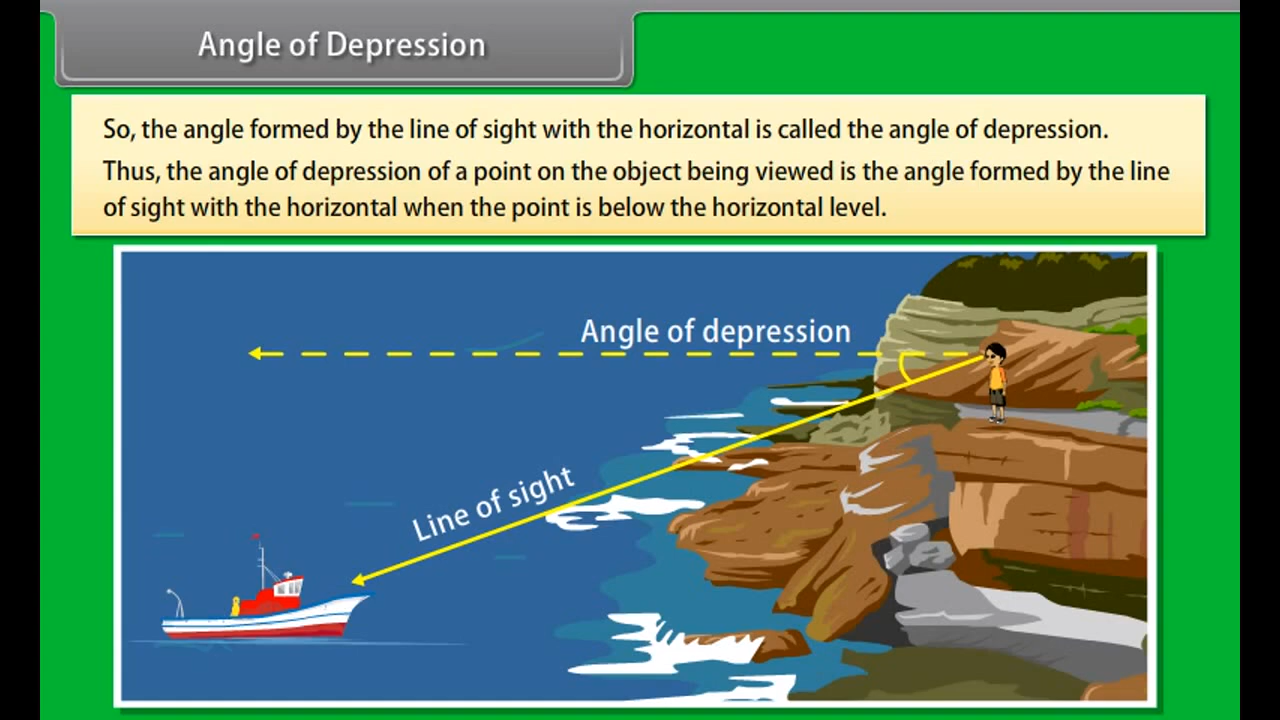 Angle of Depression
So, the angle formed by the line of sight with the horizontal is called the angle of depression.
Thus, the angle of depression of a point on the object being viewed is the angle formed by the line
of sight with the horizontal when the point is below the horizontal level.
Angle of depression
Line of sight